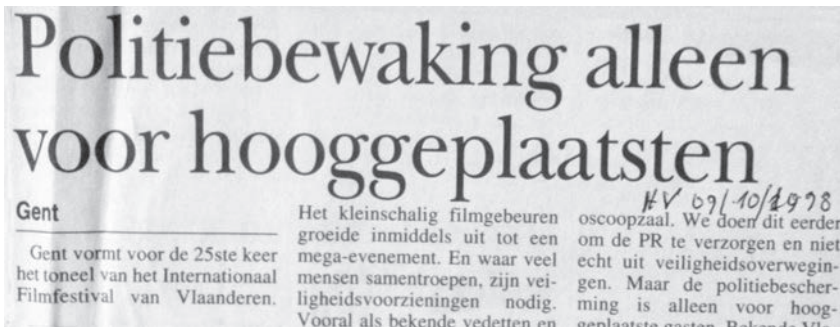 Politiebewaking alleen
voor hooggeplaatsten
HV 09/10/1998
Gent
Gent vormt voor de 25ste keer
het toneel van het Internationaal
Filmfestival van Vlaanderen.
Het kleinschalig filmgebeuren
groeide inmiddels uit tot een
mega-evenement. En waar veel
mensen samentroepen, zijn vei-
ligheidsvoorzieningen nodig.
Vooral als bekende vedetten en
oscoopzaal. We doen dit eerder
om de PR te verzorgen en niet
echt uit veiligheidsoverwegin-
gen. Maar de politiebescher-
ming is alleen voor hoog-
geplaatste gasten. Bekende